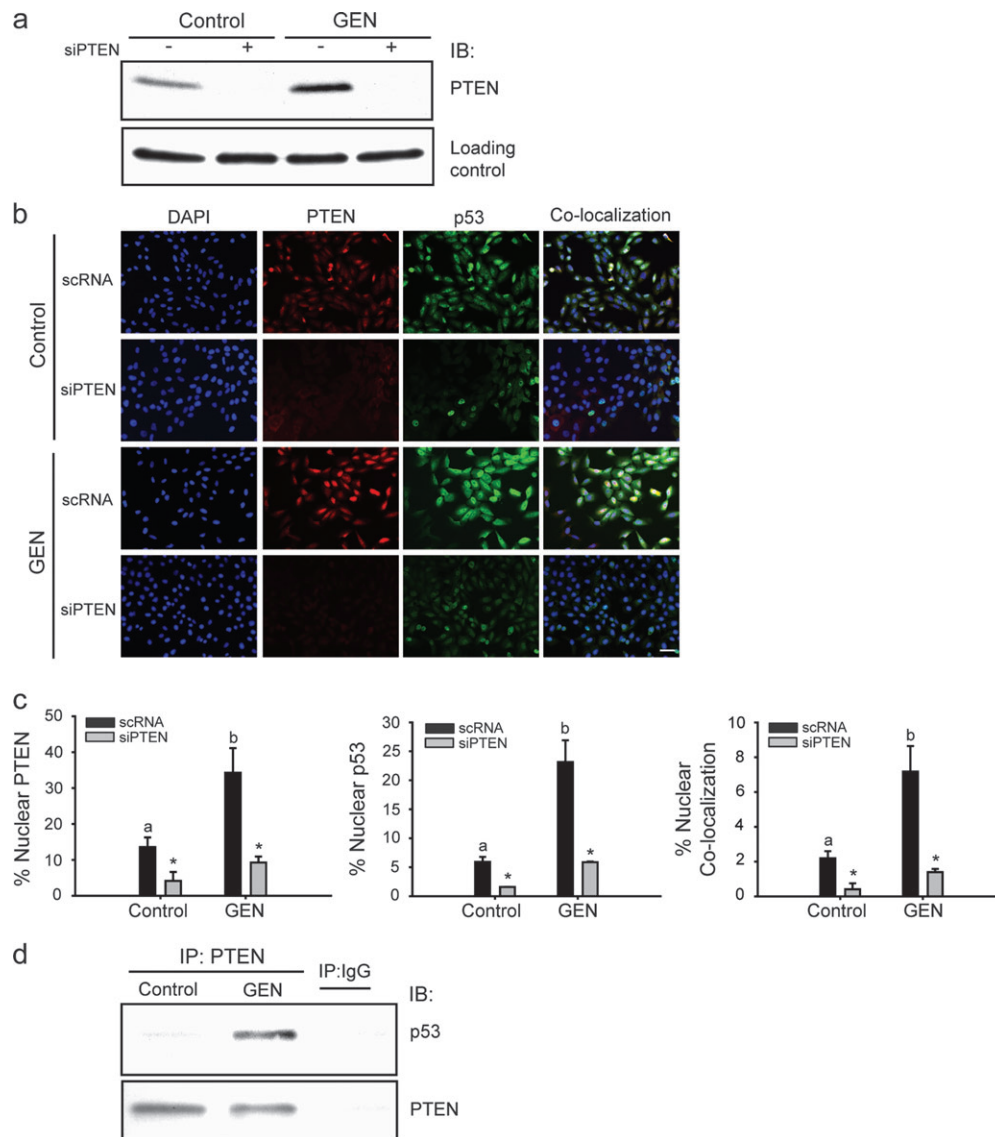 a
Control GEN
siPTEN - + - + IB:
PTEN
Loading
control
b
DAPI PTEN p53 Co-localization
Control
scRNA
siPTEN
GEN
scRNA
siPTEN
c
% Nuclear PTEN
60
50
40
30
20
10
0
scRNA
siPTEN
a
*
b
*
Control GEN
% Nuclear p53
30
25
20
15
10
5
0
scRNA
siPTEN
a
*
b
*
Control GEN
% Nuclear
Co-localization
10
8
6
4
2
0
scRNA
siPTEN
a
*
b
*
Control GEN
d
IP: PTEN IP:IgG
Control GEN IB:
p53
PTEN